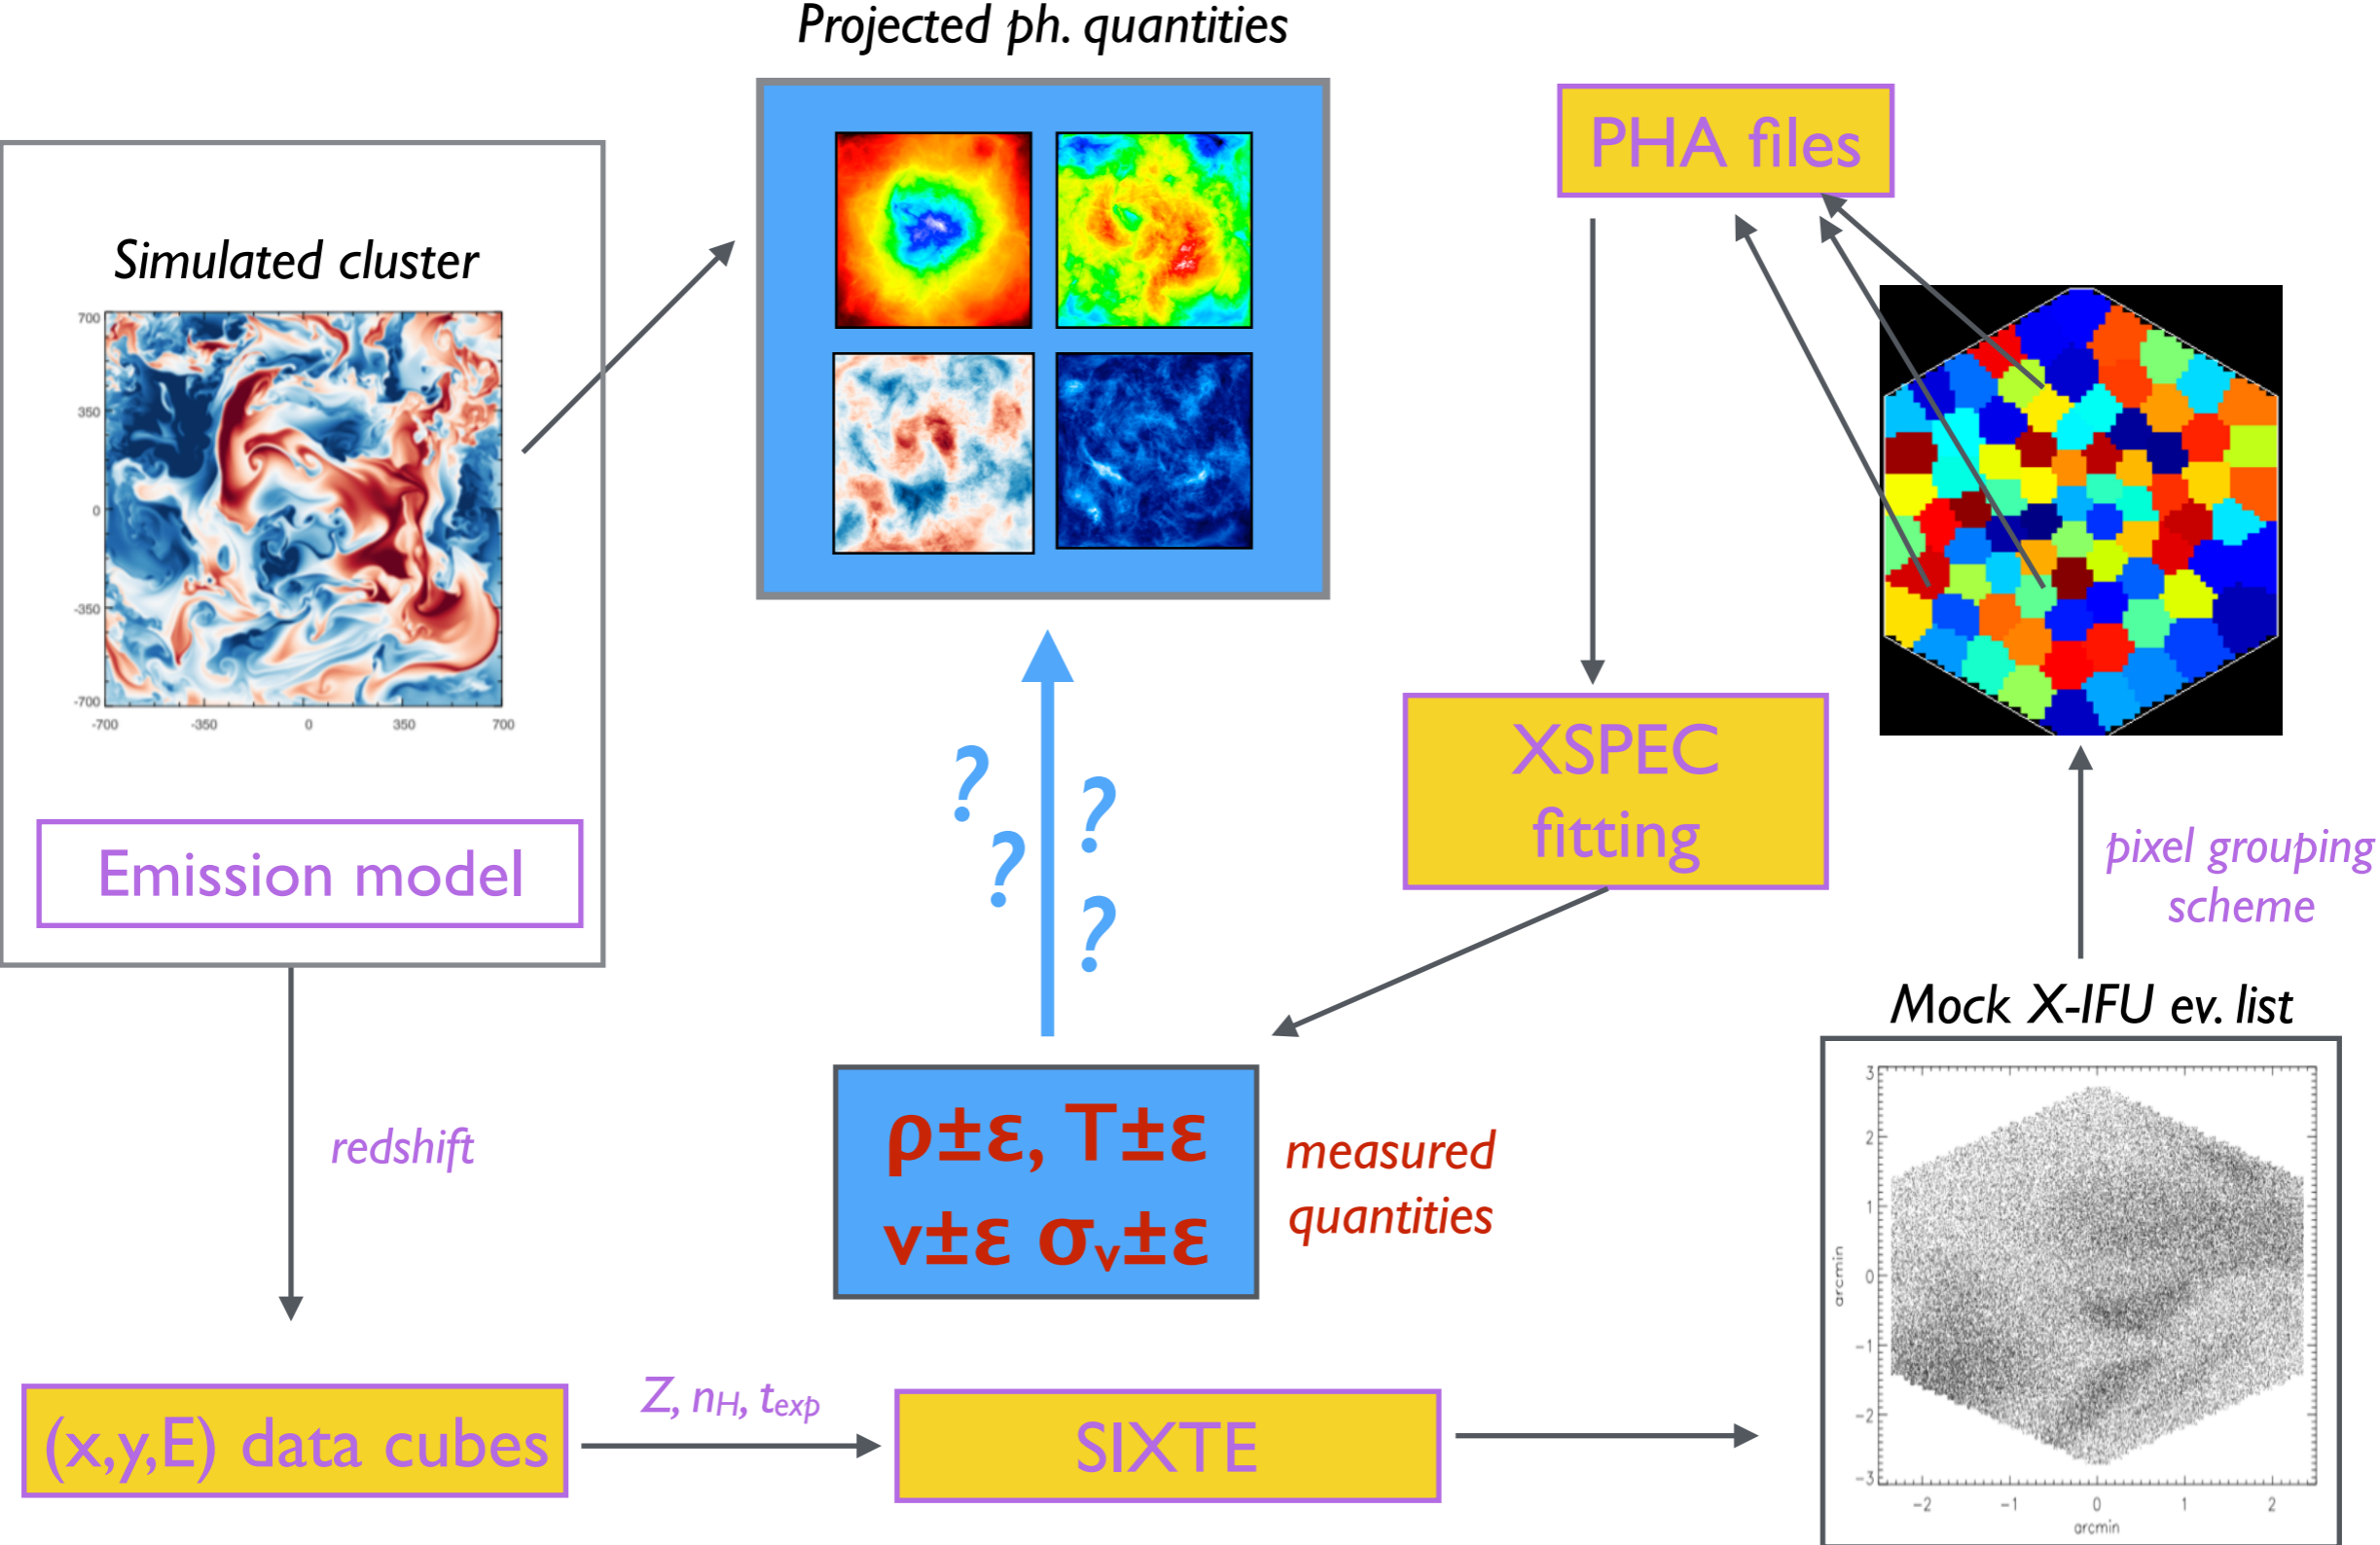 Projected ph. quantities
PHA files
Simulated cluster
700
350
0
-350
-700
-700
-350
0
350
700
Emission model
XSPEC
fitting
?
?
?
?
pixel grouping
scheme
Mock X-IFU ev. list
ρ±ε, T±ε
v±ε σv±ε
measured
quantities
redshift
3
2
1
0
−1
−2
−3
arcmin
−2
−1
0
1
2
arcmin
(x,y,E) data cubes
Z, nH, texp
SIXTE